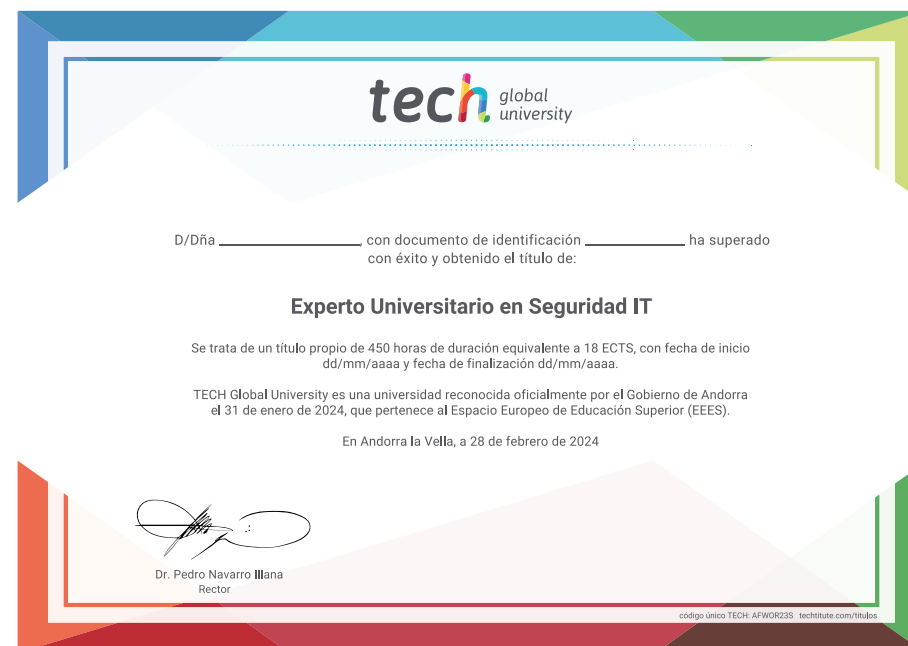 tech global university
D/Dña ______________, con documento de identificación __________ ha superado
con éxito y obtenido el título de:
Experto Universitario en Seguridad IT
Se trata de un título propio de 450 horas de duración equivalente a 18 ECTS, con fecha de inicio
dd/mm/aaaa y fecha de finalización dd/mm/aaaa.
TECH Global University es una universidad reconocida oficialmente por el Gobierno de Andorra
el 31 de enero de 2024, que pertenece al Espacio Europeo de Educación Superior (EEES).
En Andorra la Vella, a 28 de febrero de 2024
Dr. Pedro Navarro Illana
Rector
código único TECH: AFWOR23S techtitute.com/titulos